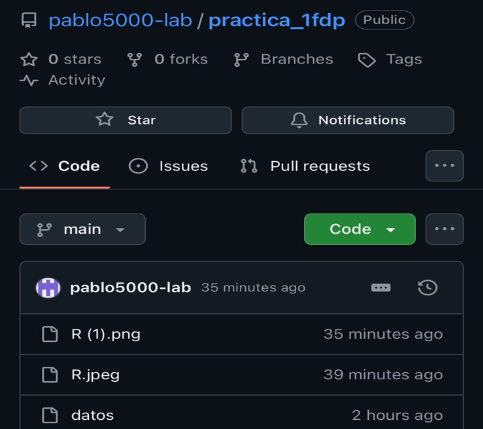 pablo5000-lab / practica_1fdp Public
0 stars 0 forks Branches Tags
Activity
Star Notifications
Code Issues Pull requests
main Code
pablo5000-lab 35 minutes ago
R (1).png 35 minutes ago
R.jpeg 39 minutes ago
datos 2 hours ago